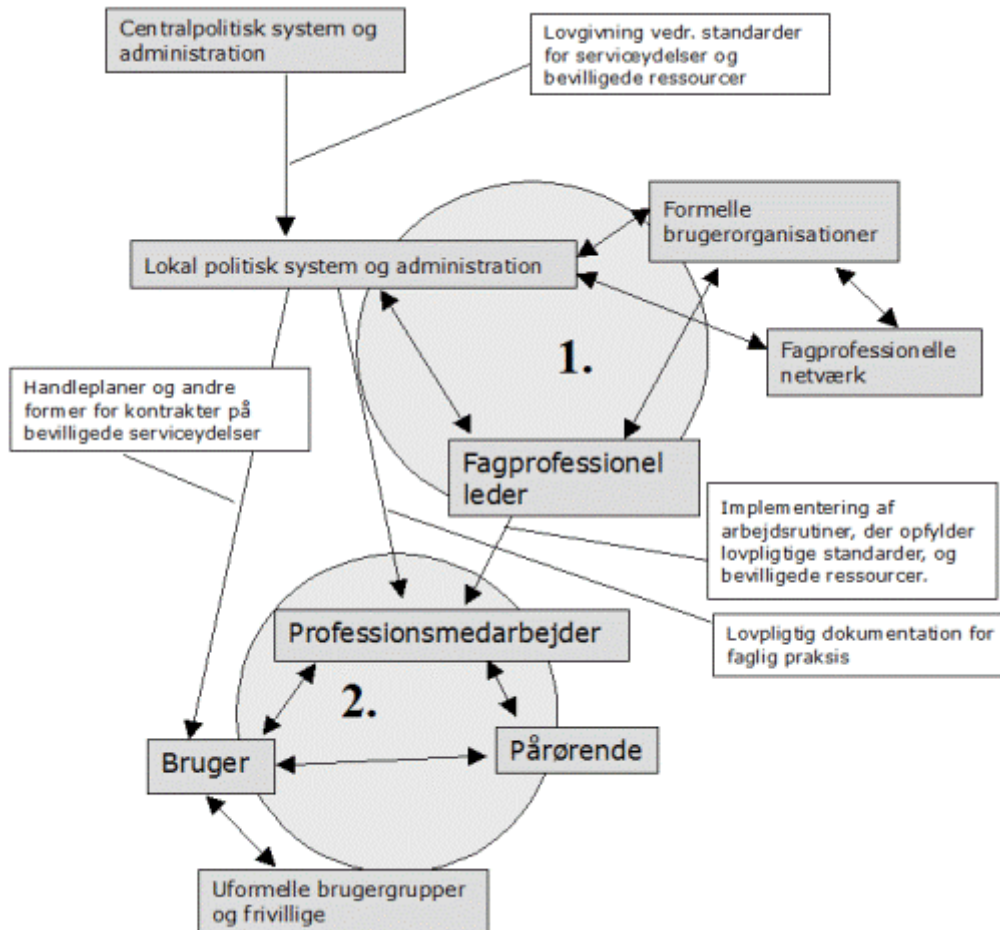 Centralpolitisk system og
administration
Lovgivning vedr. standarder
for serviceydelser og
bevilligede ressourcer
Formelle
brugerorganisationer
Lokal politisk system og administration
1.
Fagprofessionelle
netværk
Handleplaner og andre
former for kontrakter på
bevilligede serviceydelser
Fagprofessionel
leder
Implementering af
arbejdsrutiner, der opfylder
lovpligtige standarder, og
bevilligede ressourcer.
Professionsmedarbejder
Lovpligtig dokumentation for
faglig praksis
2.
Bruger
Pårørende
Uformelle brugergrupper
og frivillige